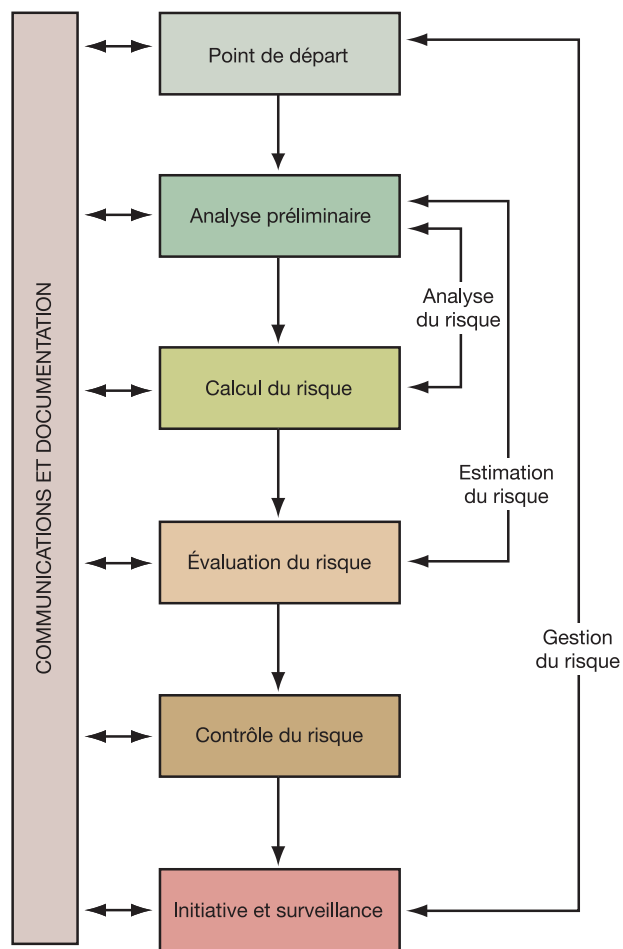 COMMUNICATIONS ET DOCUMENTATION
Point de départ
Analyse préliminaire
Analyse
du risque
Calcul du risque
Estimation
du risque
Évaluation du risque
Gestion
du risque
Contrôle du risque
Initiative et surveillance